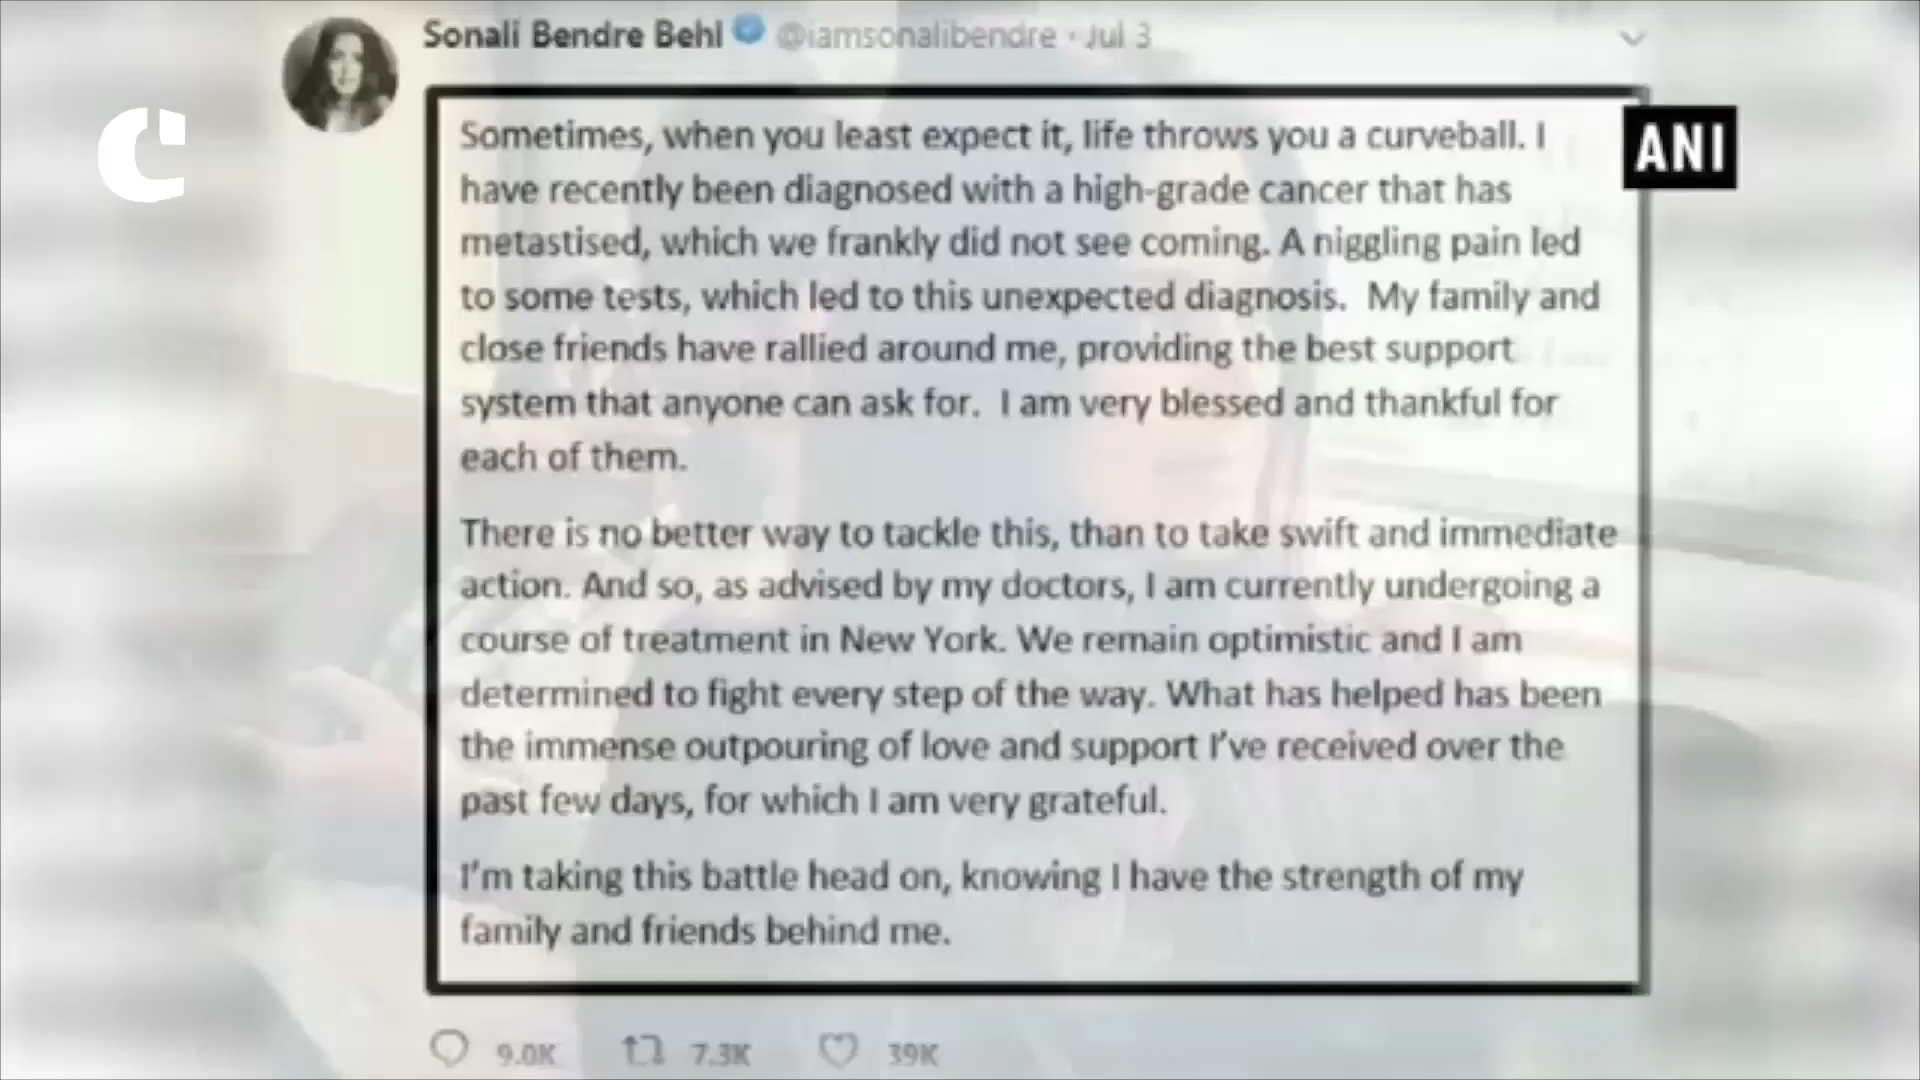 Sonali Bendre Behl @iamsonalibendre · Jul 3
ANI
Sometimes, when you least expect it, life throws you a curveball. I
have recently been diagnosed with a high-grade cancer that has
metastised, which we frankly did not see coming. A niggling pain led
to some tests, which led to this unexpected diagnosis. My family and
close friends have rallied around me, providing the best support
system that anyone can ask for. I am very blessed and thankful for
each of them.
There is no better way to tackle this, than to take swift and immediate
action. And so, as advised by my doctors, I am currently undergoing a
course of treatment in New York. We remain optimistic and I am
determined to fight every step of the way. What has helped has been
the immense outpouring of love and support I've received over the
past few days, for which I am very grateful.
I'm taking this battle head on, knowing I have the strength of my
family and friends behind me.
9.0K 7.3K 39K